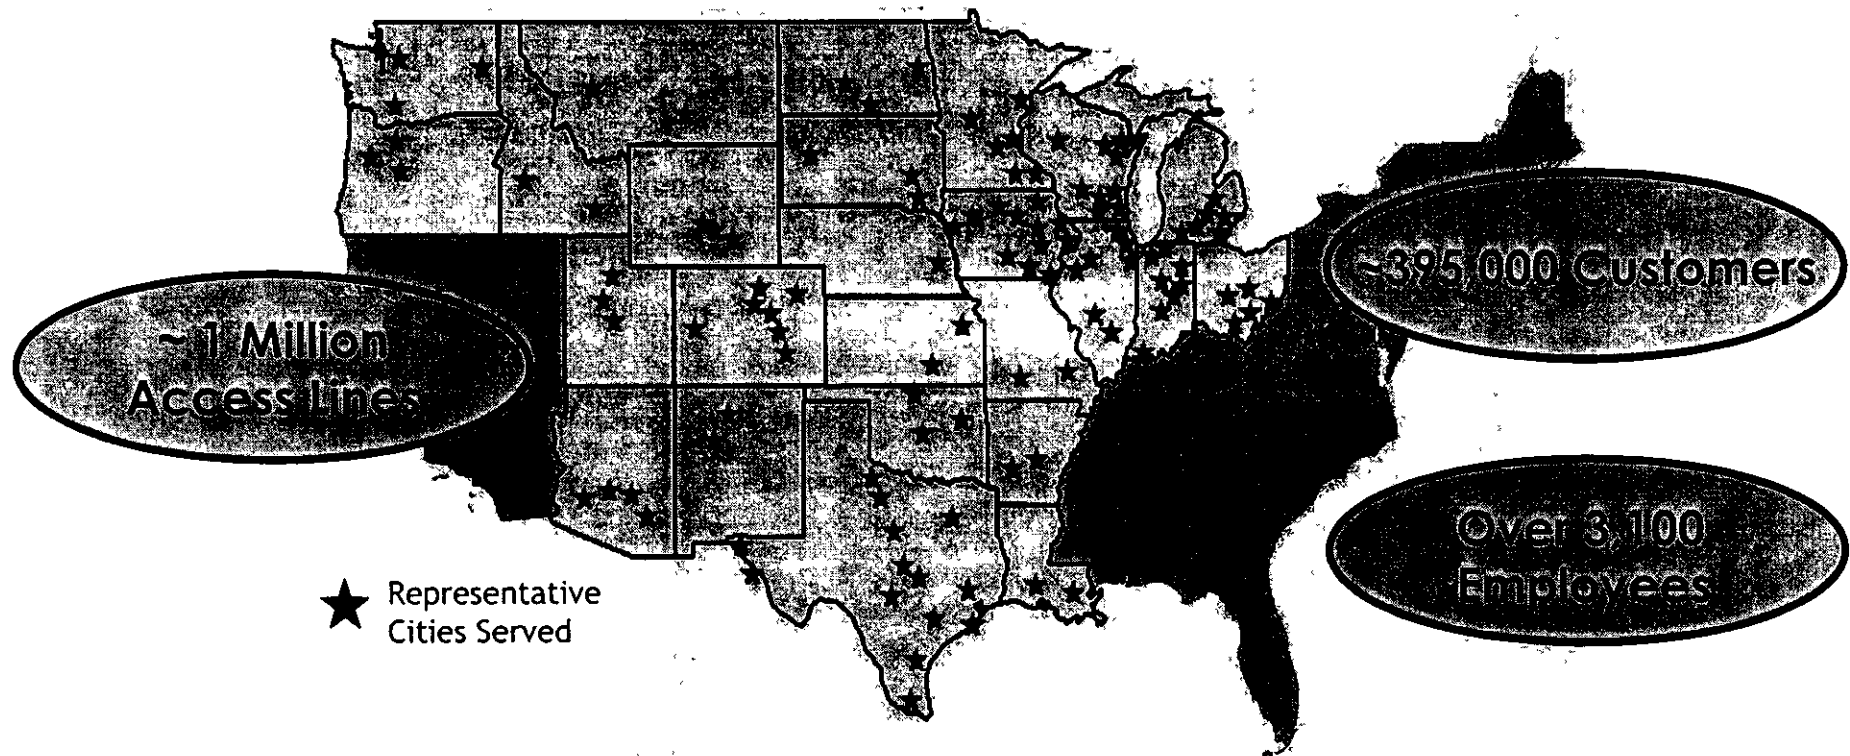 ~ 1 Million
Access Lines
~395,000 Customers
Over 3,100
Employees
Representative
Cities Served